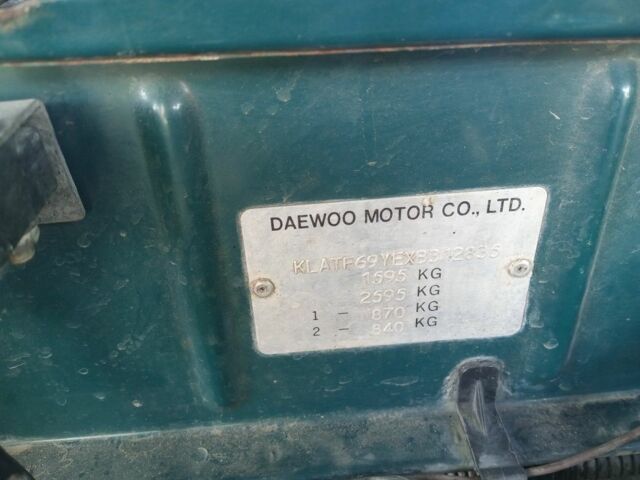 DAEWOO MOTOR CO., LTD.
1595 KG
2595 KG
1 - 870 KG
2 - 840 KG